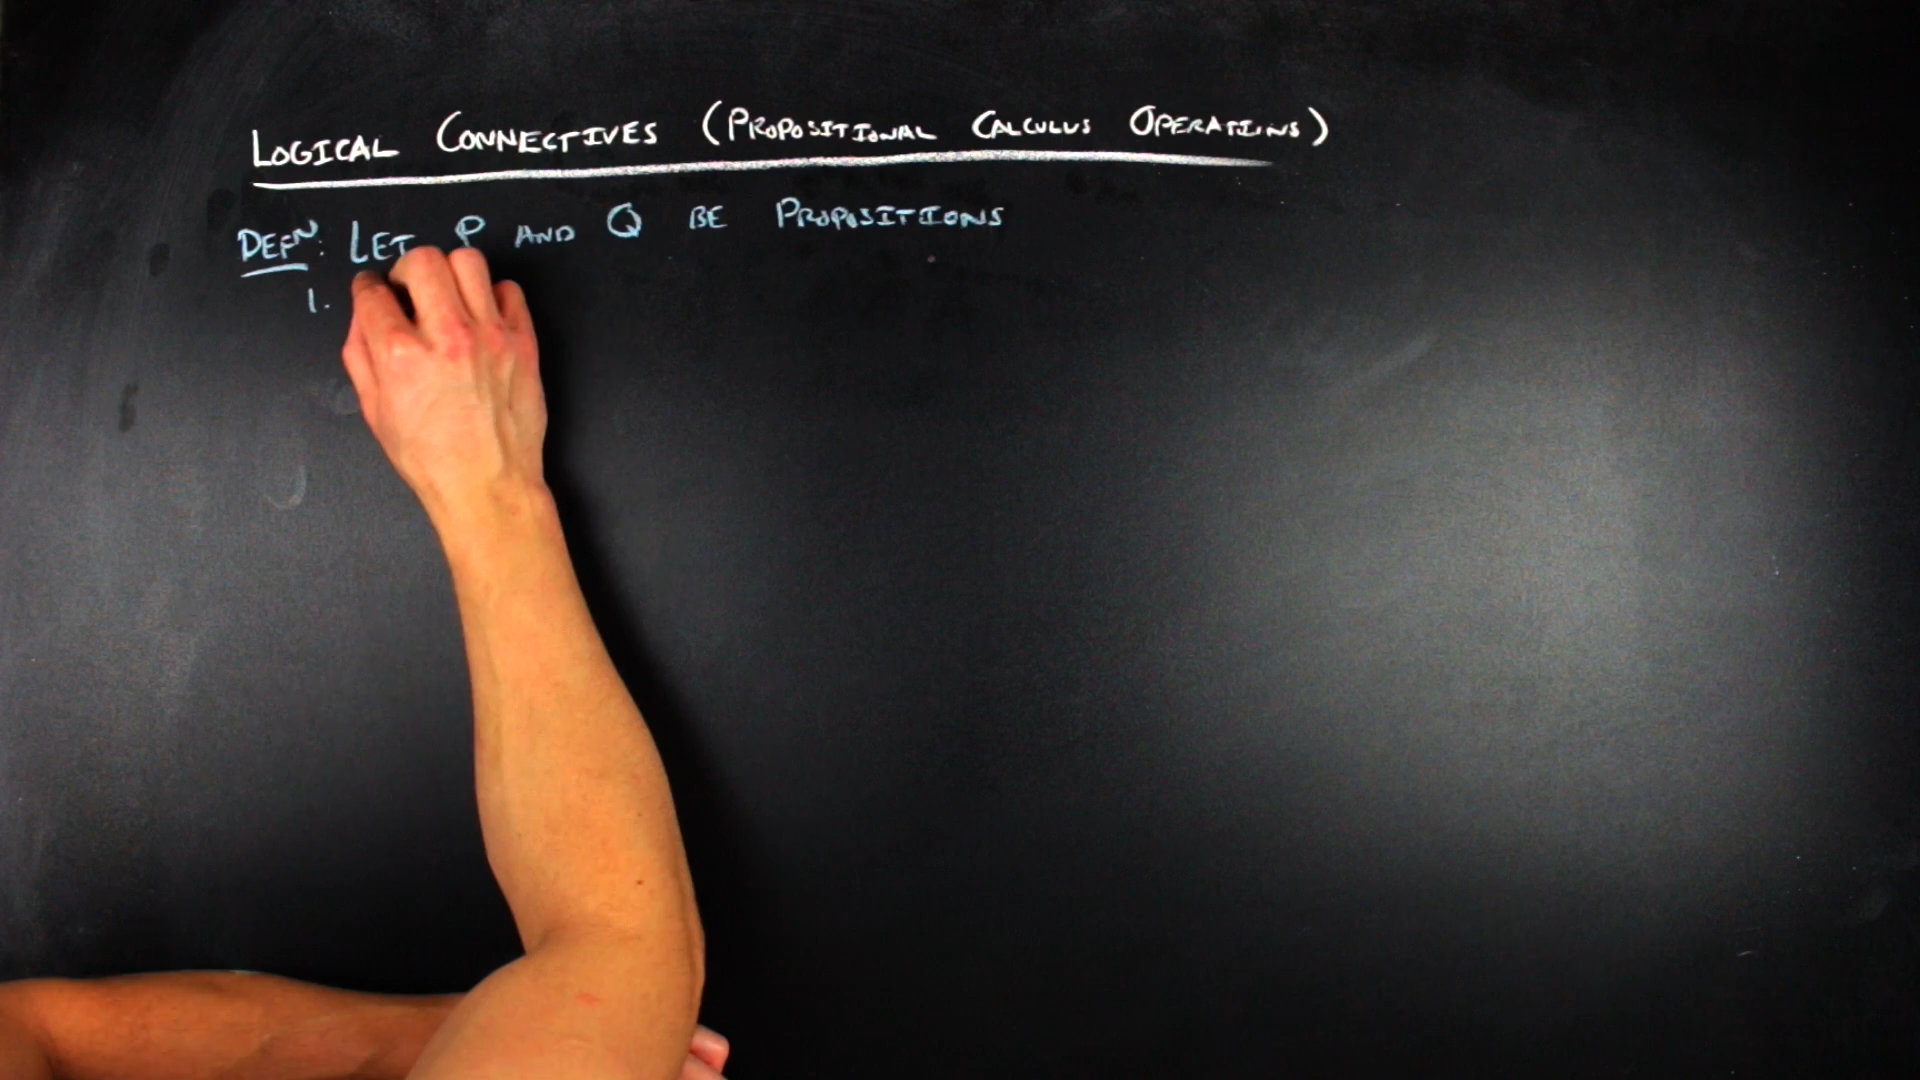 LOGICAL CONNECTIVES (PROPOSITIONAL CALCULUS OPERATIONS)
DEFN: LET P AND Q BE PROPOSITIONS
1.